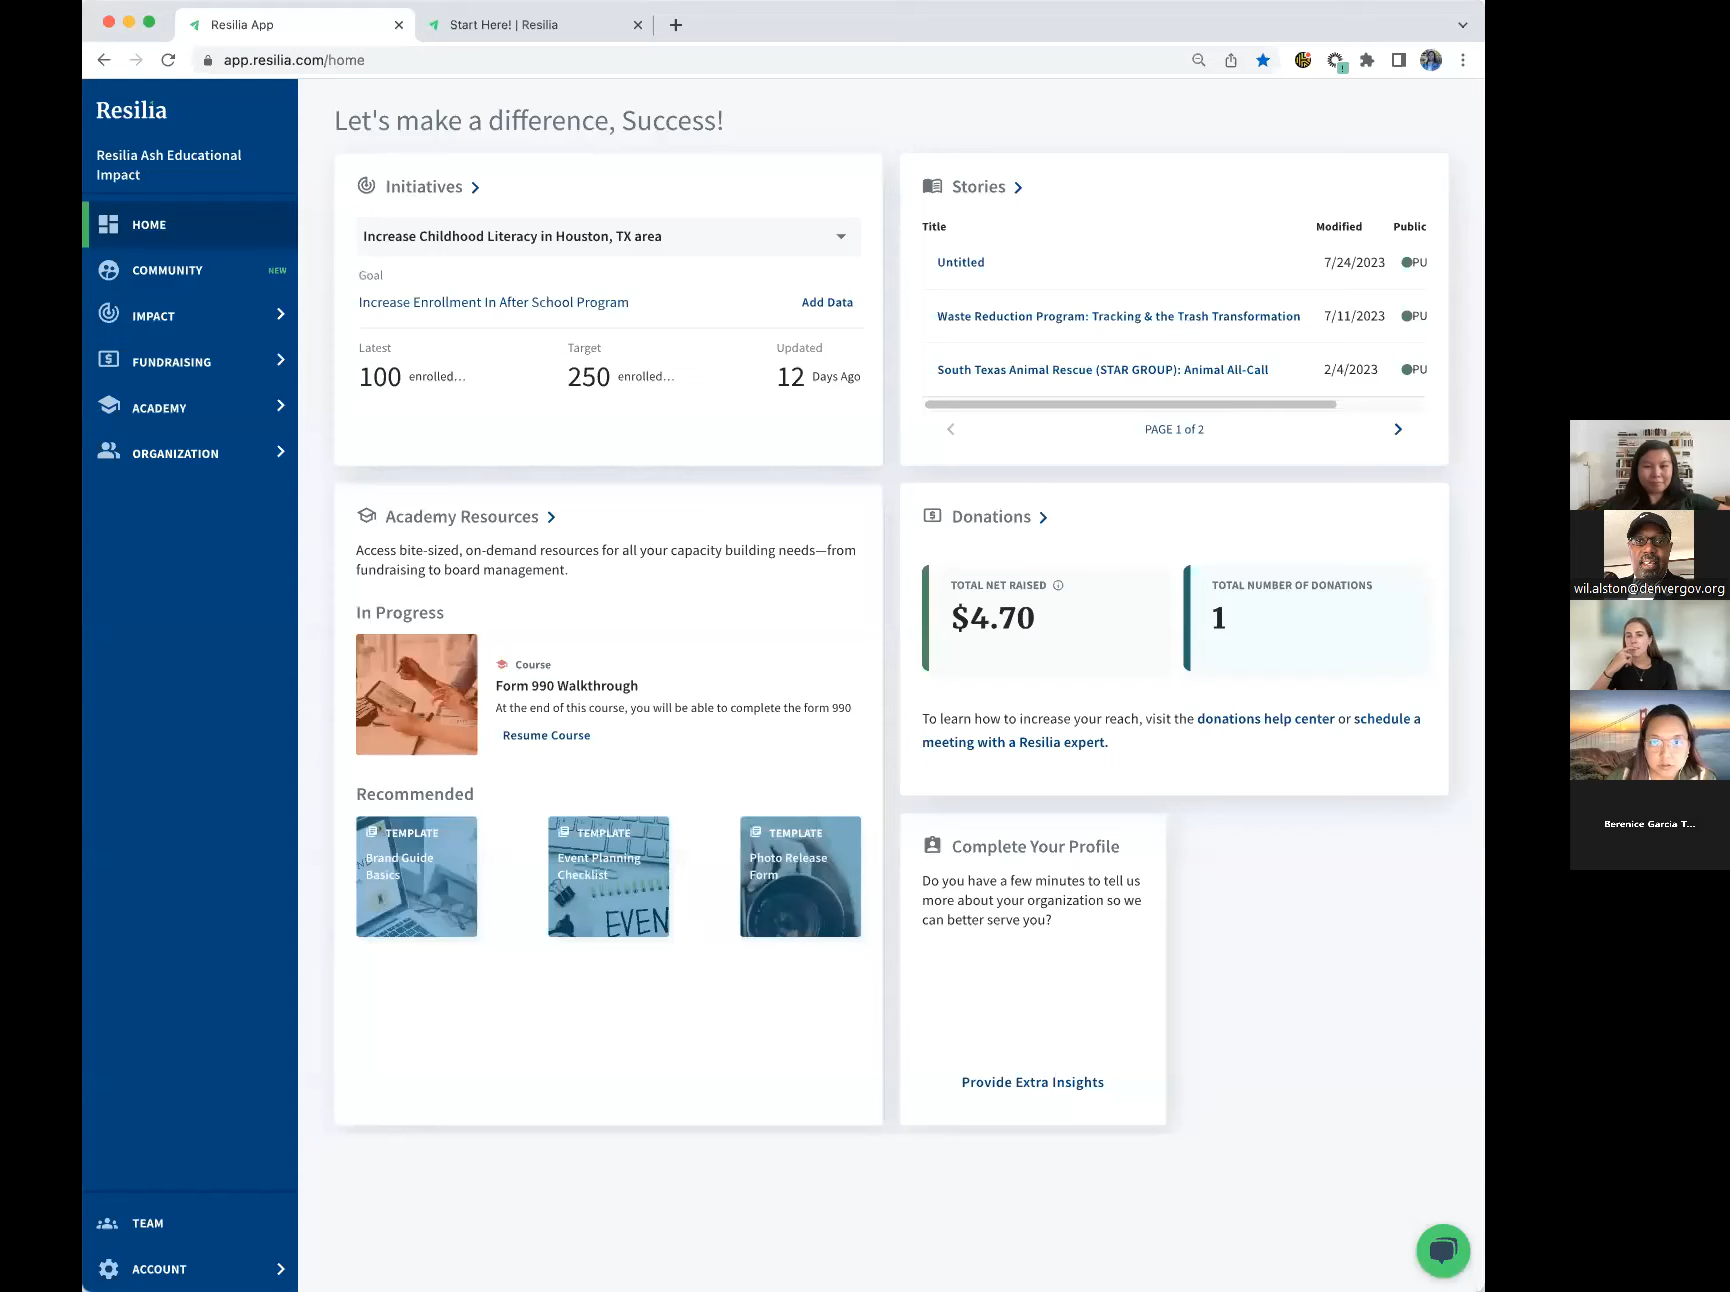 Resilia App
Start Here! | Resilia
app.resilia.com/home
Resilia
Resilia Ash Educational
Impact
HOME
COMMUNITY NEW
IMPACT
FUNDRAISING
ACADEMY
ORGANIZATION
TEAM
ACCOUNT
Let's make a difference, Success!
Initiatives
Increase Childhood Literacy in Houston, TX area
Goal
Increase Enrollment In After School Program Add Data
Latest Target Updated
100 enrolled... 250 enrolled... 12 Days Ago
Stories
Title Modified Public
Untitled 7/24/2023 PU
Waste Reduction Program: Tracking & the Trash Transformation 7/11/2023 PU
South Texas Animal Rescue (STAR GROUP): Animal All-Call 2/4/2023 PU
PAGE 1 of 2
Academy Resources
Access bite-sized, on-demand resources for all your capacity building needs—from
fundraising to board management.
In Progress
Course
Form 990 Walkthrough
At the end of this course, you will be able to complete the form 990
Resume Course
Recommended
TEMPLATE
Brand Guide
Basics
TEMPLATE
Event Planning
Checklist
EVEN
TEMPLATE
Photo Release
Form
Donations
TOTAL NET RAISED
$4.70
TOTAL NUMBER OF DONATIONS
1
To learn how to increase your reach, visit the donations help center or schedule a
meeting with a Resilia expert.
Complete Your Profile
Do you have a few minutes to tell us
more about your organization so we
can better serve you?
Provide Extra Insights
wil.alston@denvergov.org
Berenice Garcia T...